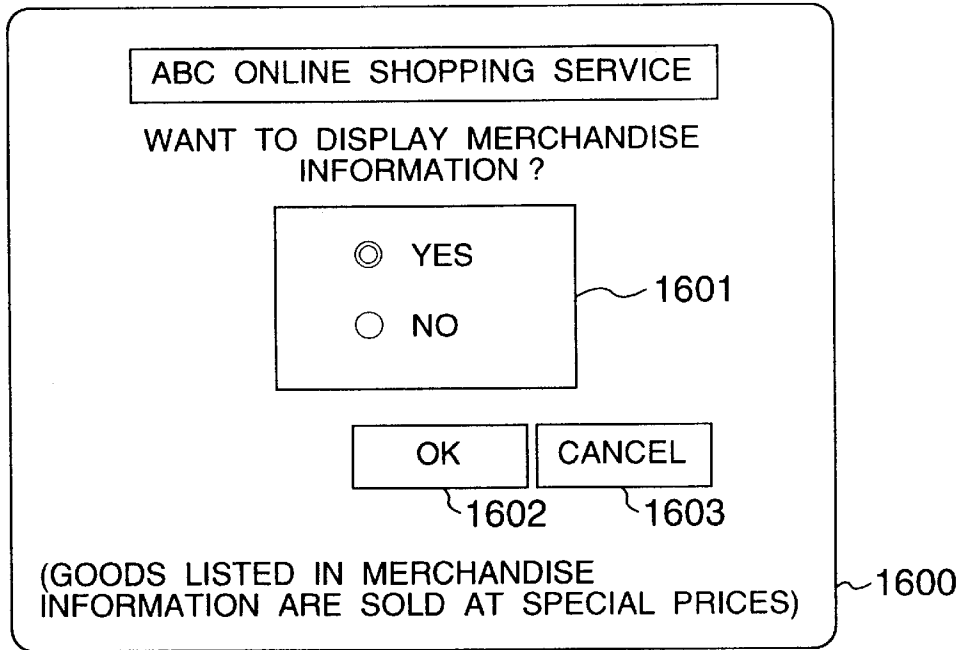 ABC ONLINE SHOPPING SERVICE
WANT TO DISPLAY MERCHANDISE
INFORMATION ?
YES
NO
1601
OK
CANCEL
1602
1603
(GOODS LISTED IN MERCHANDISE
INFORMATION ARE SOLD AT SPECIAL PRICES)
1600